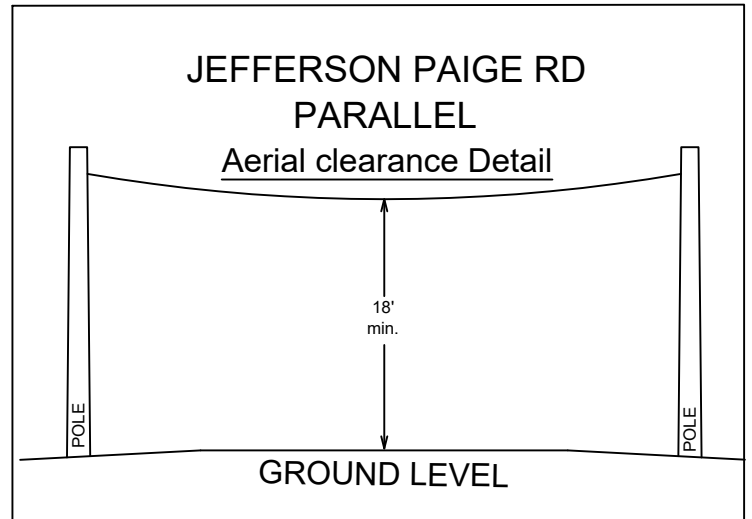 JEFFERSON PAIGE RD
PARALLEL
Aerial clearance Detail
18'
min.
POLE
POLE
GROUND LEVEL